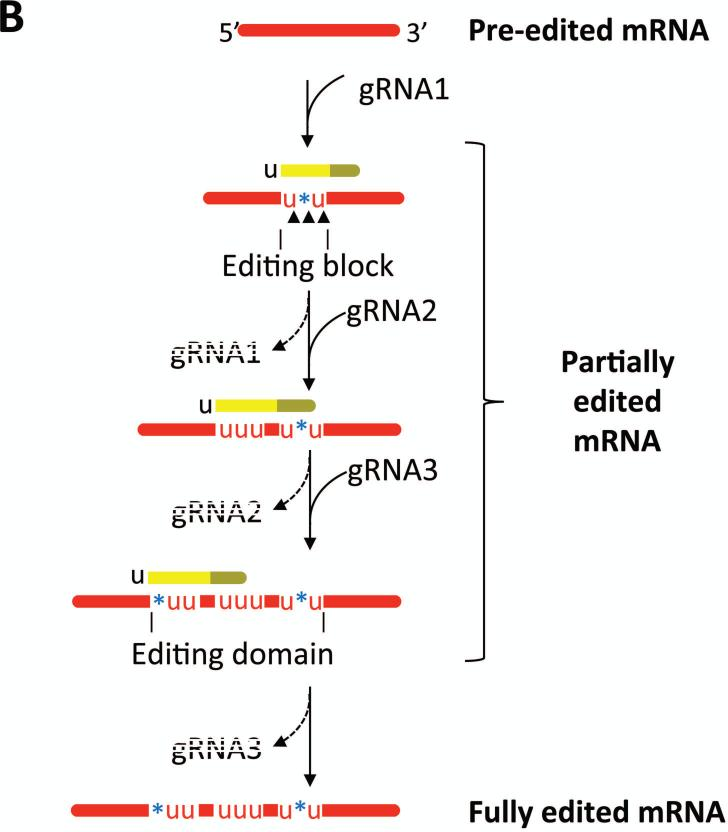 B
5’ 3’ Pre-edited mRNA
gRNA1
u
u*u
Editing block
gRNA2
gRNA1
Partially
edited
mRNA
u
uuu u*u
gRNA3
gRNA2
u
*uu uuu u*u
Editing domain
gRNA3
*uu uuu u*u
Fully edited mRNA